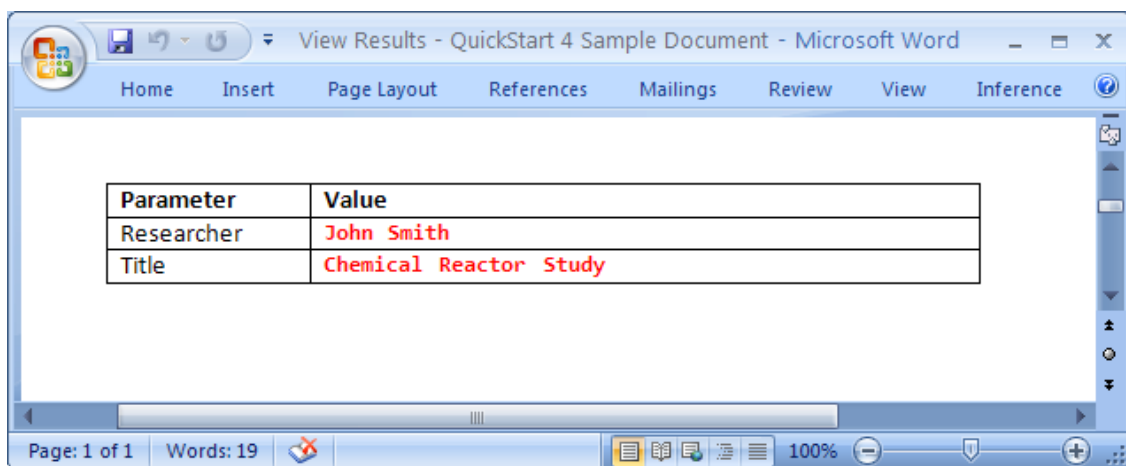 View Results - QuickStart 4 Sample Document - Microsoft Word
Home Insert Page Layout References Mailings Review View Inference
Parameter Value
Researcher John Smith
Title Chemical Reactor Study
Page: 1 of 1 Words: 19 100%